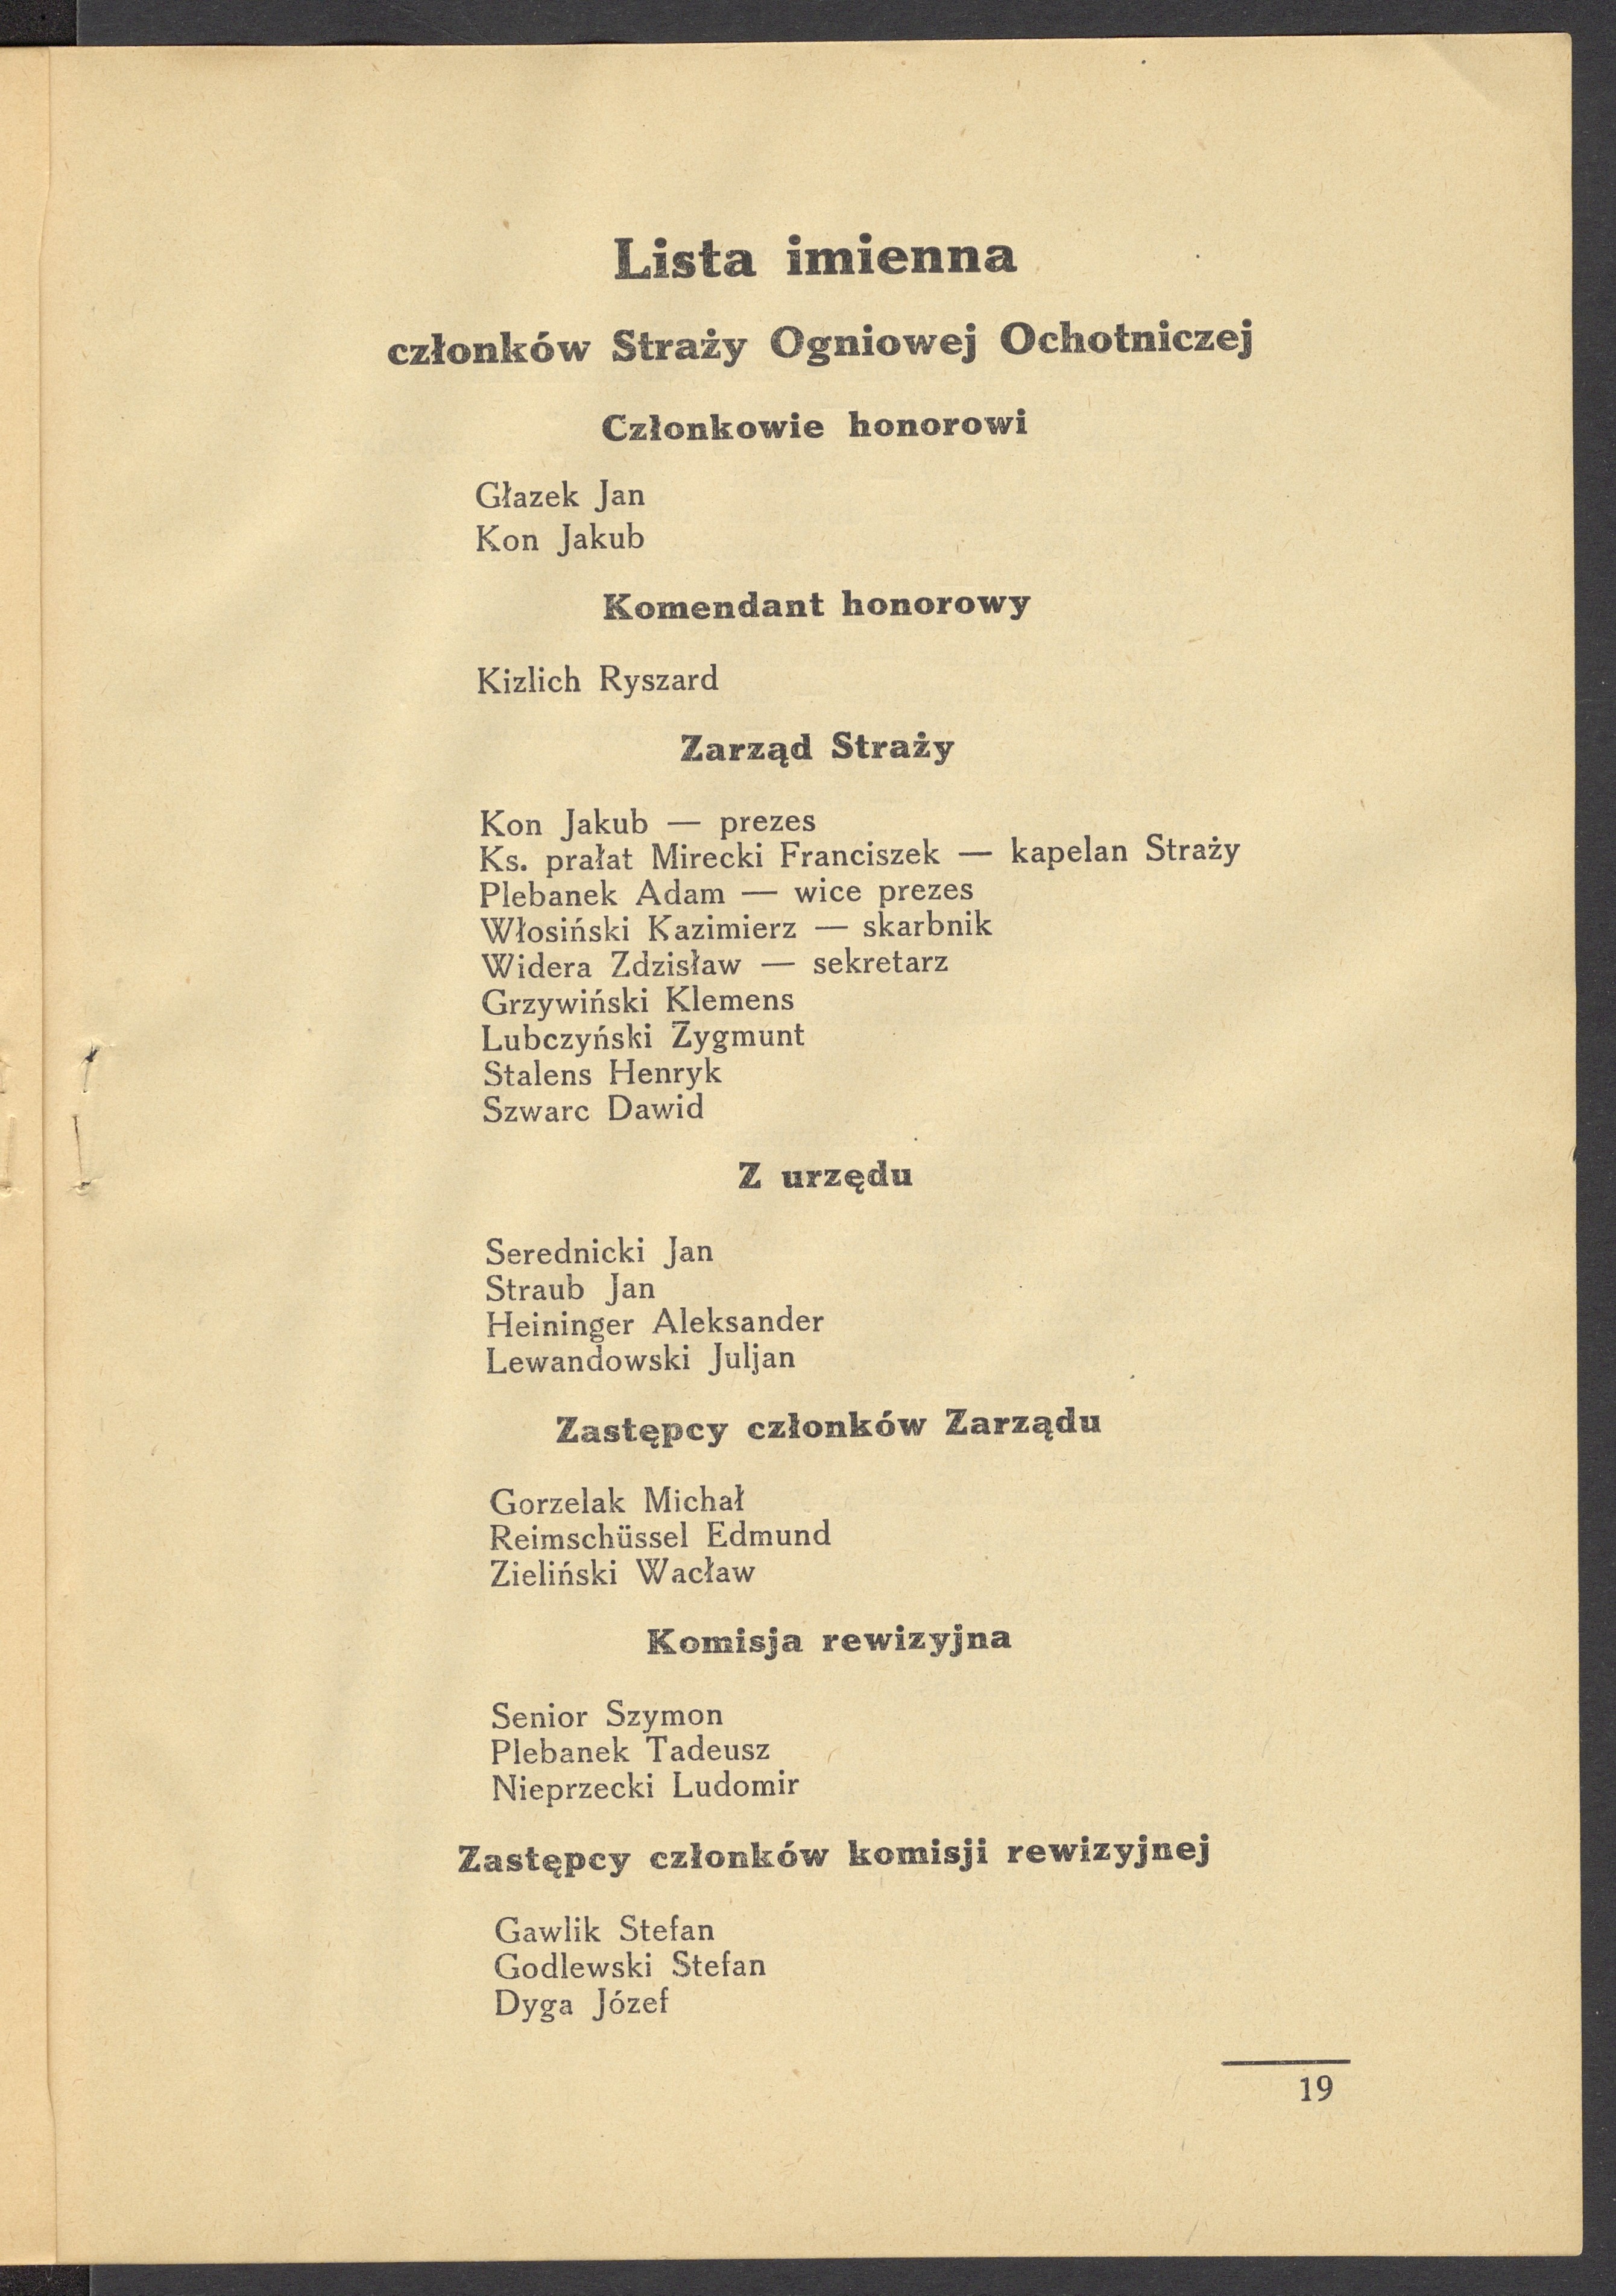 Lista imienna
członków Straży Ogniowej Ochotniczej
Członkowie honorowi
Głazek Jan
Kon Jakub
Komendant honorowy
Kizlich Ryszard
Zarząd Straży
Kon Jakub — prezes
Ks. prałat Mirecki Franciszek — kapelan Straży
Plebanek Adam — wice prezes
Włosiński Kazimierz — skarbnik
Widera Zdzisław — sekretarz
Grzywiński Klemens
Lubczyński Zygmunt
Stalens Henryk
Szwarc Dawid
Z urzędu
Serednicki Jan
Straub Jan
Heininger Aleksander
Lewandowski Juljan
Zastępcy członków Zarządu
Gorzelak Michał
Reimschüssel Edmund
Zieliński Wacław
Komisja rewizyjna
Senior Szymon
Plebanek Tadeusz
Nieprzecki Ludomir
Zastępcy członków komisji rewizyjnej
Gawlik Stefan
Godlewski Stefan
Dyga Józef
19